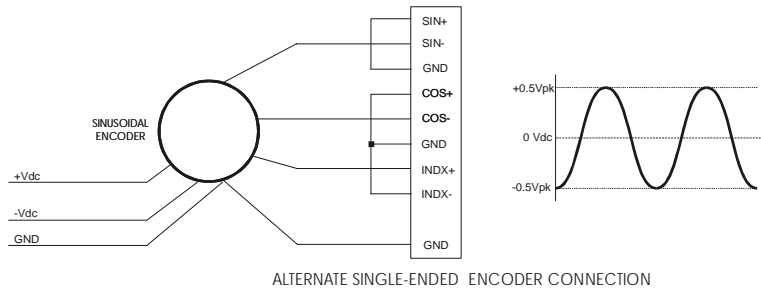 SIN+
SIN-
GND
COS+
COS-
GND
INDX+
INDX-
GND
SINUSOIDAL
ENCODER
+Vdc
-Vdc
GND
+0.5Vpk
0 Vdc
-0.5Vpk
ALTERNATE SINGLE-ENDED ENCODER CONNECTION